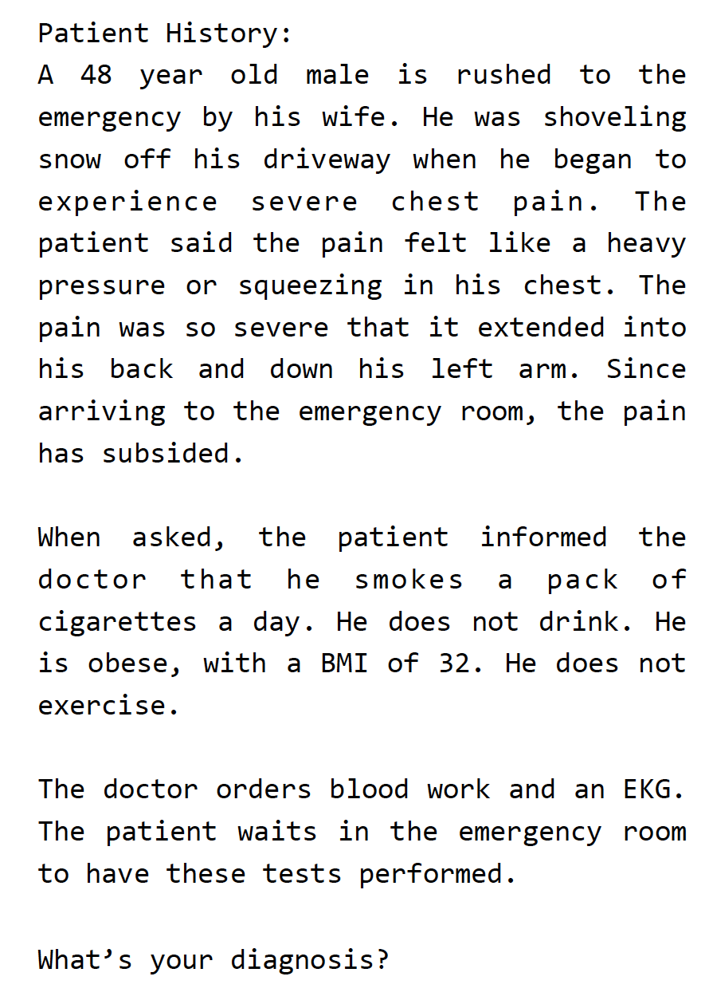 Patient History:
A 48 year old male is rushed to the
emergency by his wife. He was shoveling
snow off his driveway when he began to
experience severe chest pain. The
patient said the pain felt like a heavy
pressure or squeezing in his chest. The
pain was so severe that it extended into
his back and down his left arm. Since
arriving to the emergency room, the pain
has subsided.
When asked, the patient informed the
doctor that he smokes a pack of
cigarettes a day. He does not drink. He
is obese, with a BMI of 32. He does not
exercise.
The doctor orders blood work and an EKG.
The patient waits in the emergency room
to have these tests performed.
What’s your diagnosis?